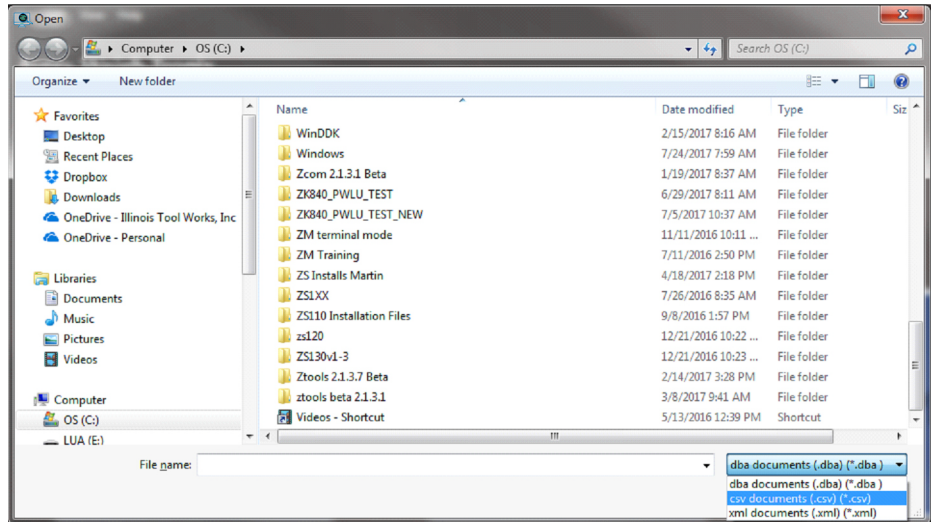 Open
Computer ▸ OS (C:) ▸
Search OS (C:)
Organize
New folder
Name Date modified Type Siz
Favorites
Desktop
Recent Places
Dropbox
Downloads
OneDrive - Illinois Tool Works, Inc
OneDrive - Personal
Libraries
Documents
Music
Pictures
Videos
Computer
OS (C:)
LUA (E:)
WinDDK 2/15/2017 8:16 AM File folder
Windows 7/24/2017 7:59 AM File folder
Zcom 2.1.3.1 Beta 1/19/2017 8:37 AM File folder
ZK840_PWLU_TEST 6/29/2017 8:11 AM File folder
ZK840_PWLU_TEST_NEW 7/5/2017 10:37 AM File folder
ZM terminal mode 11/11/2016 10:11 ... File folder
ZM Training 7/11/2016 2:50 PM File folder
ZS Installs Martin 4/18/2017 2:18 PM File folder
ZS1XX 7/26/2016 8:35 AM File folder
ZS110 Installation Files 9/8/2016 1:57 PM File folder
zs120 12/21/2016 10:22 ... File folder
ZS130v1-3 12/21/2016 10:23 ... File folder
Ztools 2.1.3.7 Beta 2/14/2017 3:28 PM File folder
ztools beta 2.1.3.1 3/8/2017 9:41 AM File folder
Videos - Shortcut 5/13/2016 12:39 PM Shortcut
File name:
dba documents (.dba) (*.dba )
dba documents (.dba) (*.dba )
csv documents (.csv) (*.csv)
xml documents (.xml) (*.xml)